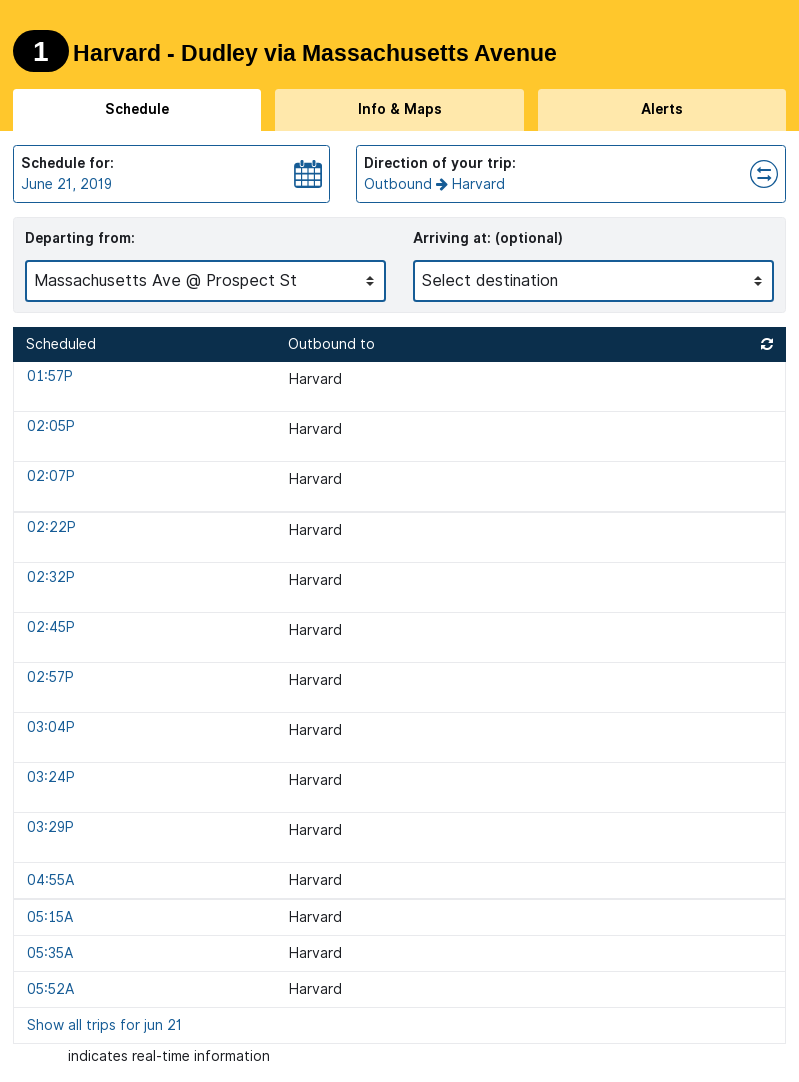 1 Harvard - Dudley via Massachusetts Avenue
Schedule Info & Maps Alerts
Schedule for:
June 21, 2019
Direction of your trip:
Outbound → Harvard
Departing from:
Massachusetts Ave @ Prospect St
Arriving at: (optional)
Select destination
Scheduled Outbound to
01:57P Harvard
02:05P Harvard
02:07P Harvard
02:22P Harvard
02:32P Harvard
02:45P Harvard
02:57P Harvard
03:04P Harvard
03:24P Harvard
03:29P Harvard
04:55A Harvard
05:15A Harvard
05:35A Harvard
05:52A Harvard
Show all trips for jun 21
indicates real-time information